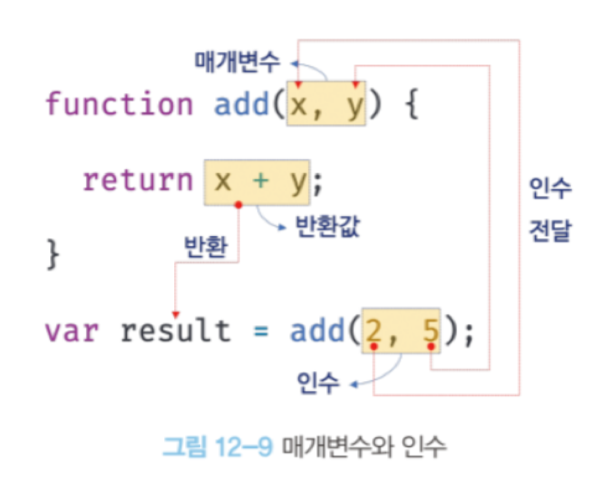 매개변수
function add(x, y) {
return x + y;
인수
전달
반환값
반환
}
var result = add(2, 5);
인수
그림 12-9 매개변수와 인수